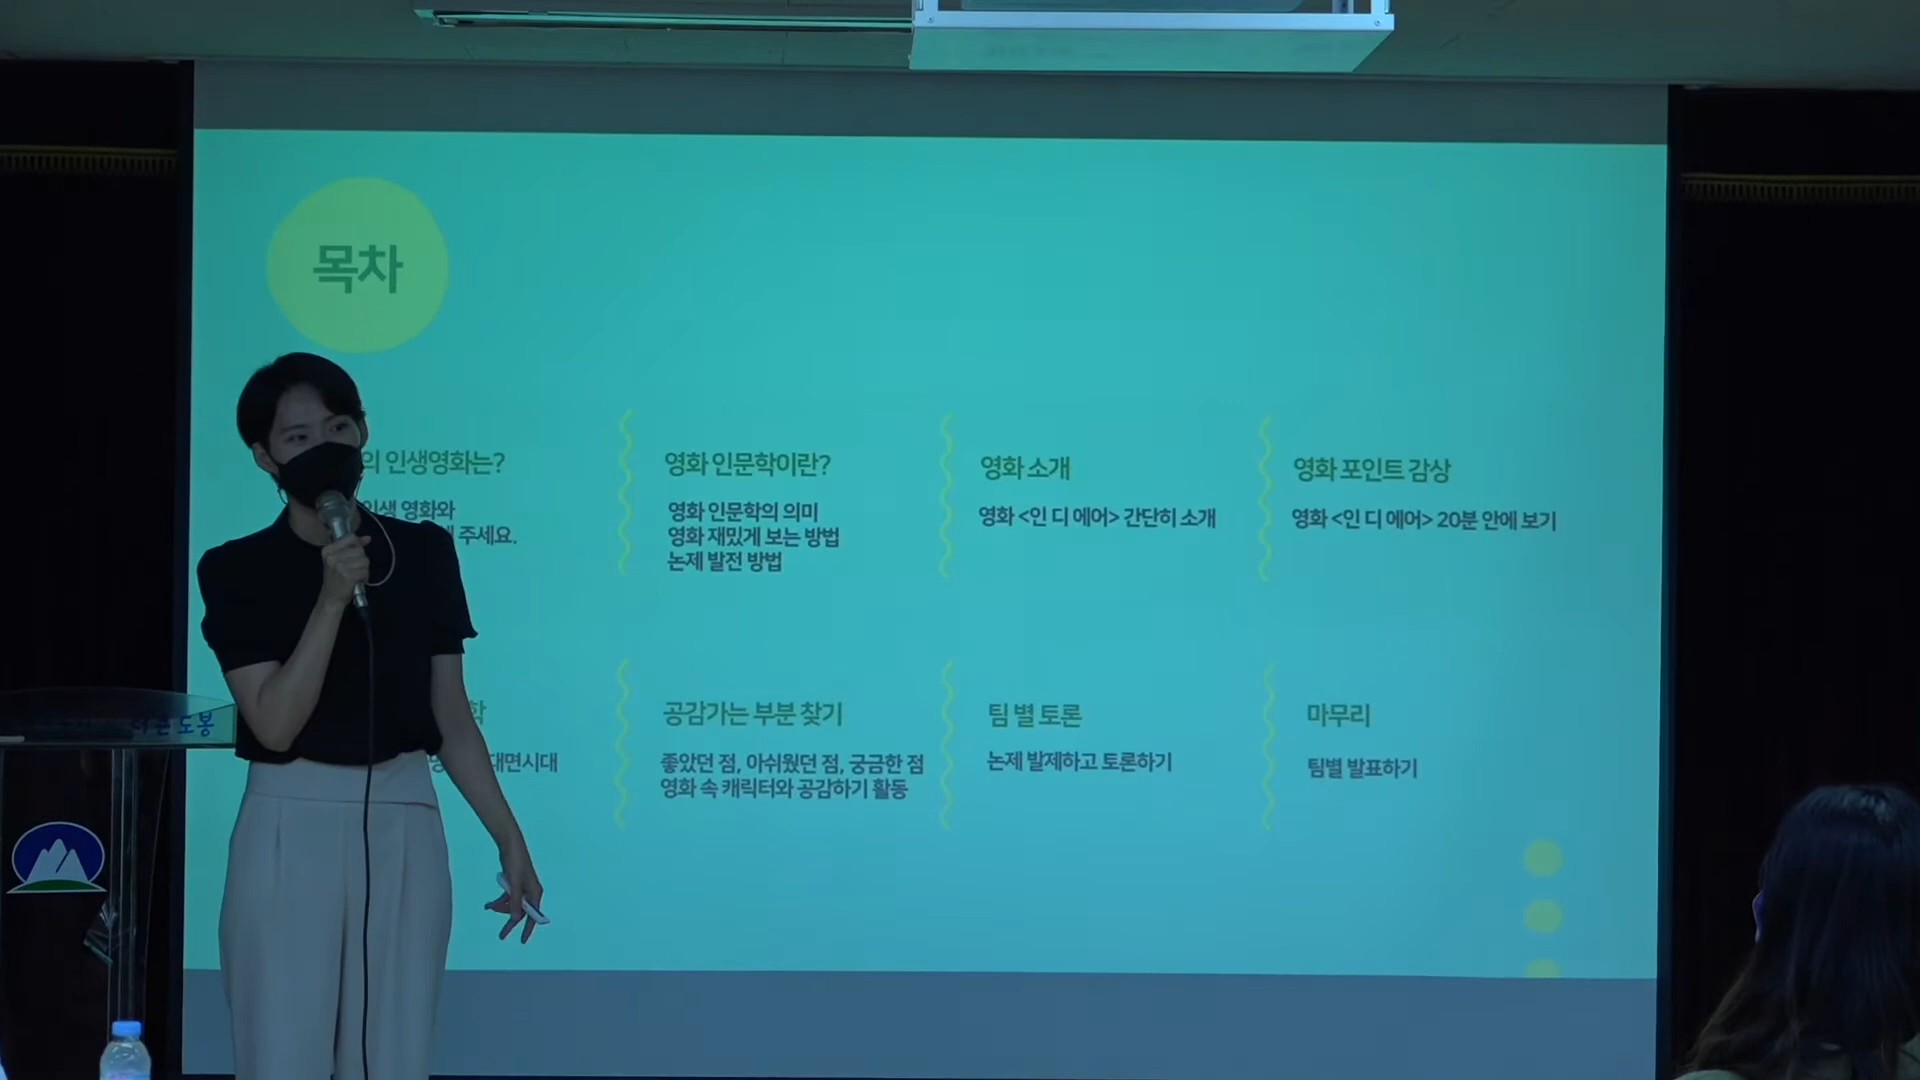 목차
의 인생영화는?
인생 영화와
주세요.
영화 인문학이란?
영화 인문학의 의미
영화 재밌게 보는 방법
논제 발전 방법
영화 소개
영화 <인 디 에어> 간단히 소개
영화 포인트 감상
영화 <인 디 에어> 20분 안에 보기
학
대면시대
공감가는 부분 찾기
좋았던 점, 아쉬웠던 점, 궁금한 점
영화 속 캐릭터와 공감하기 활동
팀 별 토론
논제 발제하고 토론하기
마무리
팀별 발표하기
도봉